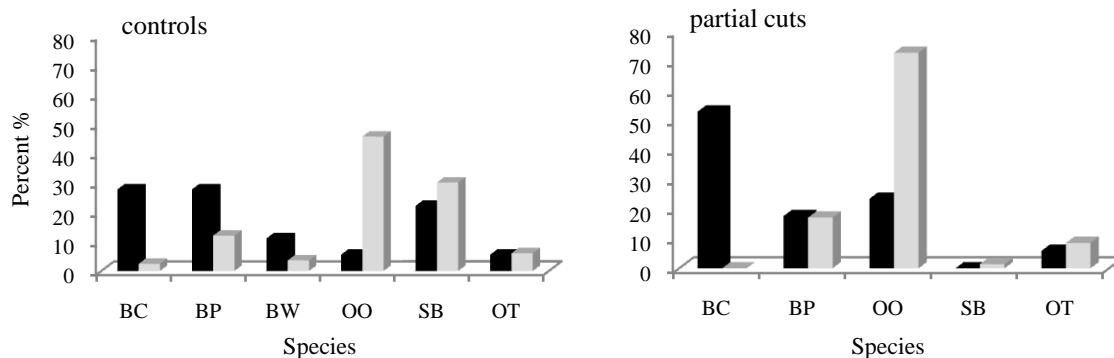 controls
80
70
60
50
40
30
20
10
0
Percent %
BC BP BW OO SB OT
Species
partial cuts
80
70
60
50
40
30
20
10
0
BC BP OO SB OT
Species